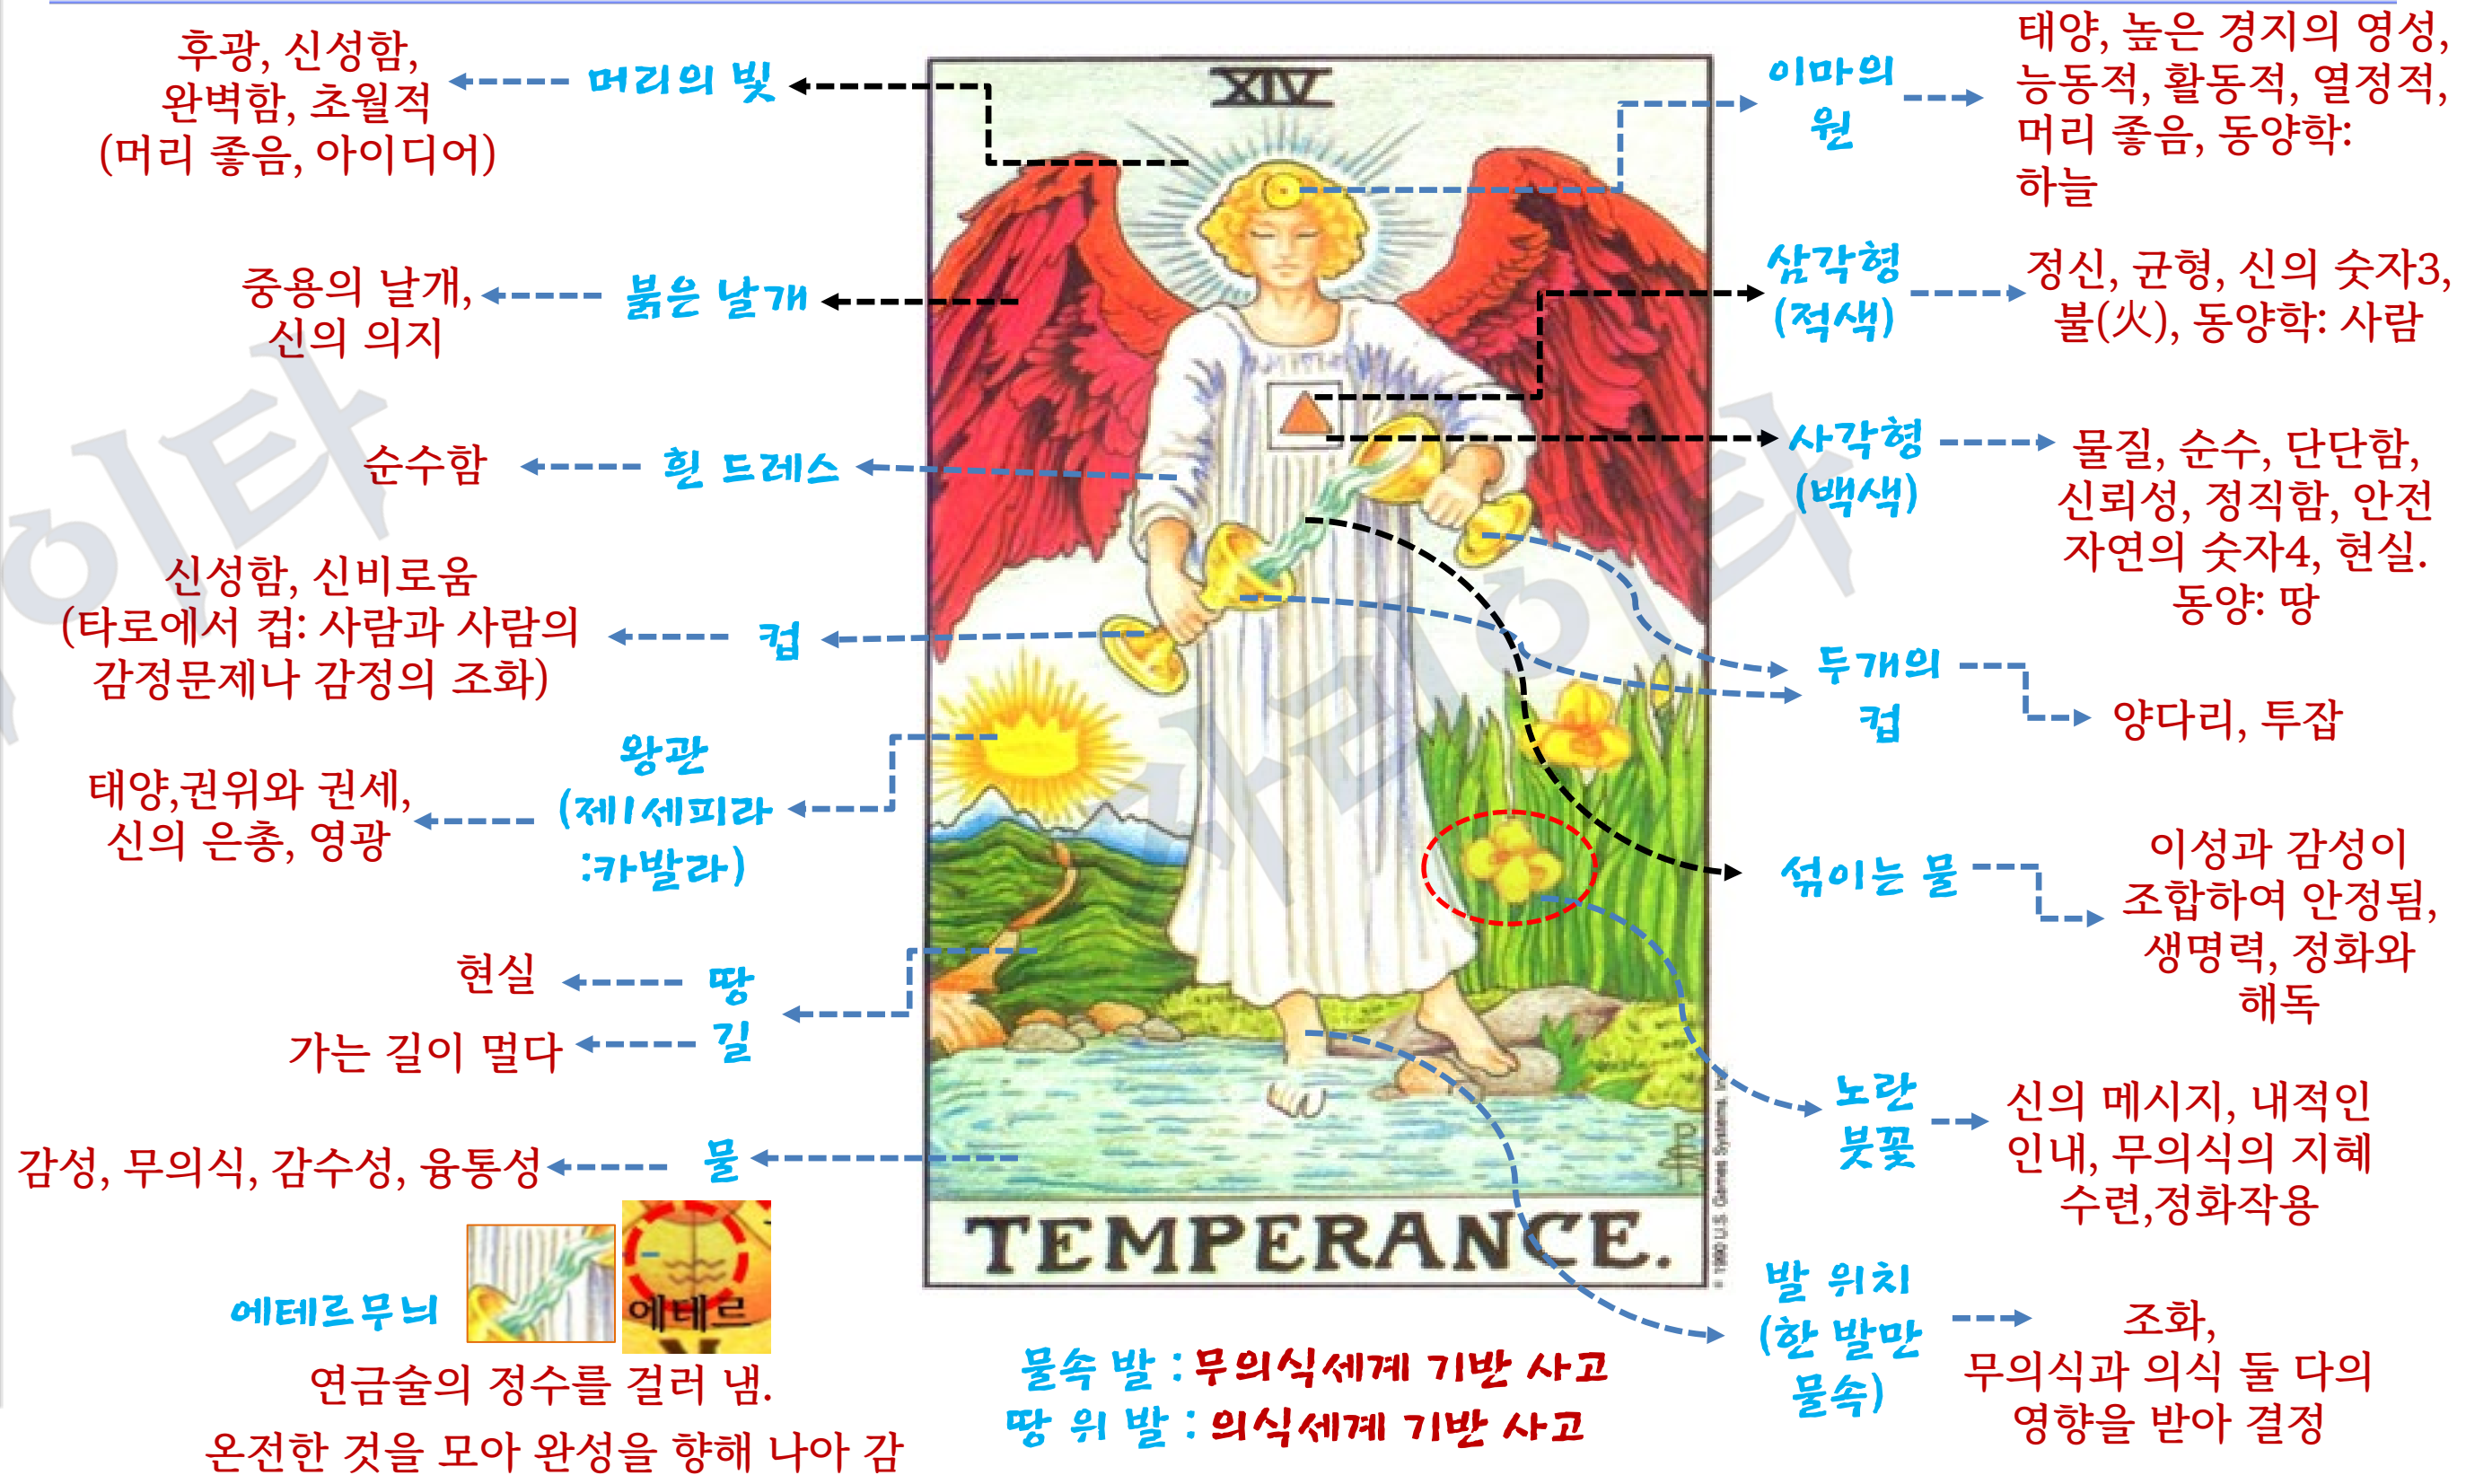 후광, 신성함,
완벽함, 초월적
(머리 좋음, 아이디어)
머리의 빛
중용의 날개,
신의 의지
붉은 날개
순수함
흰 드레스
신성함, 신비로움
(타로에서 컵: 사람과 사람의
감정문제나 감정의 조화)
컵
태양,권위와 권세,
신의 은총, 영광
왕관
(제1세피라
:카발라)
현실
땅
가는 길이 멀다
길
감성, 무의식, 감수성, 융통성
물
에테르무늬
에테르
연금술의 정수를 걸러 냄.
온전한 것을 모아 완성을 향해 나아 감
XIV
TEMPERANCE.
© 1990 U.S. Games Systems, Inc.
물속 발 : 무의식세계 기반 사고
땅 위 발 : 의식세계 기반 사고
이마의
원
태양, 높은 경지의 영성,
능동적, 활동적, 열정적,
머리 좋음, 동양학:
하늘
삼각형
(적색)
정신, 균형, 신의 숫자3,
불(火), 동양학: 사람
사각형
(백색)
물질, 순수, 단단함,
신뢰성, 정직함, 안전
자연의 숫자4, 현실.
동양: 땅
두개의
컵
양다리, 투잡
섞이는 물
이성과 감성이
조합하여 안정됨,
생명력, 정화와
해독
노란
붓꽃
신의 메시지, 내적인
인내, 무의식의 지혜
수련,정화작용
발 위치
(한 발만
물속)
조화,
무의식과 의식 둘 다의
영향을 받아 결정